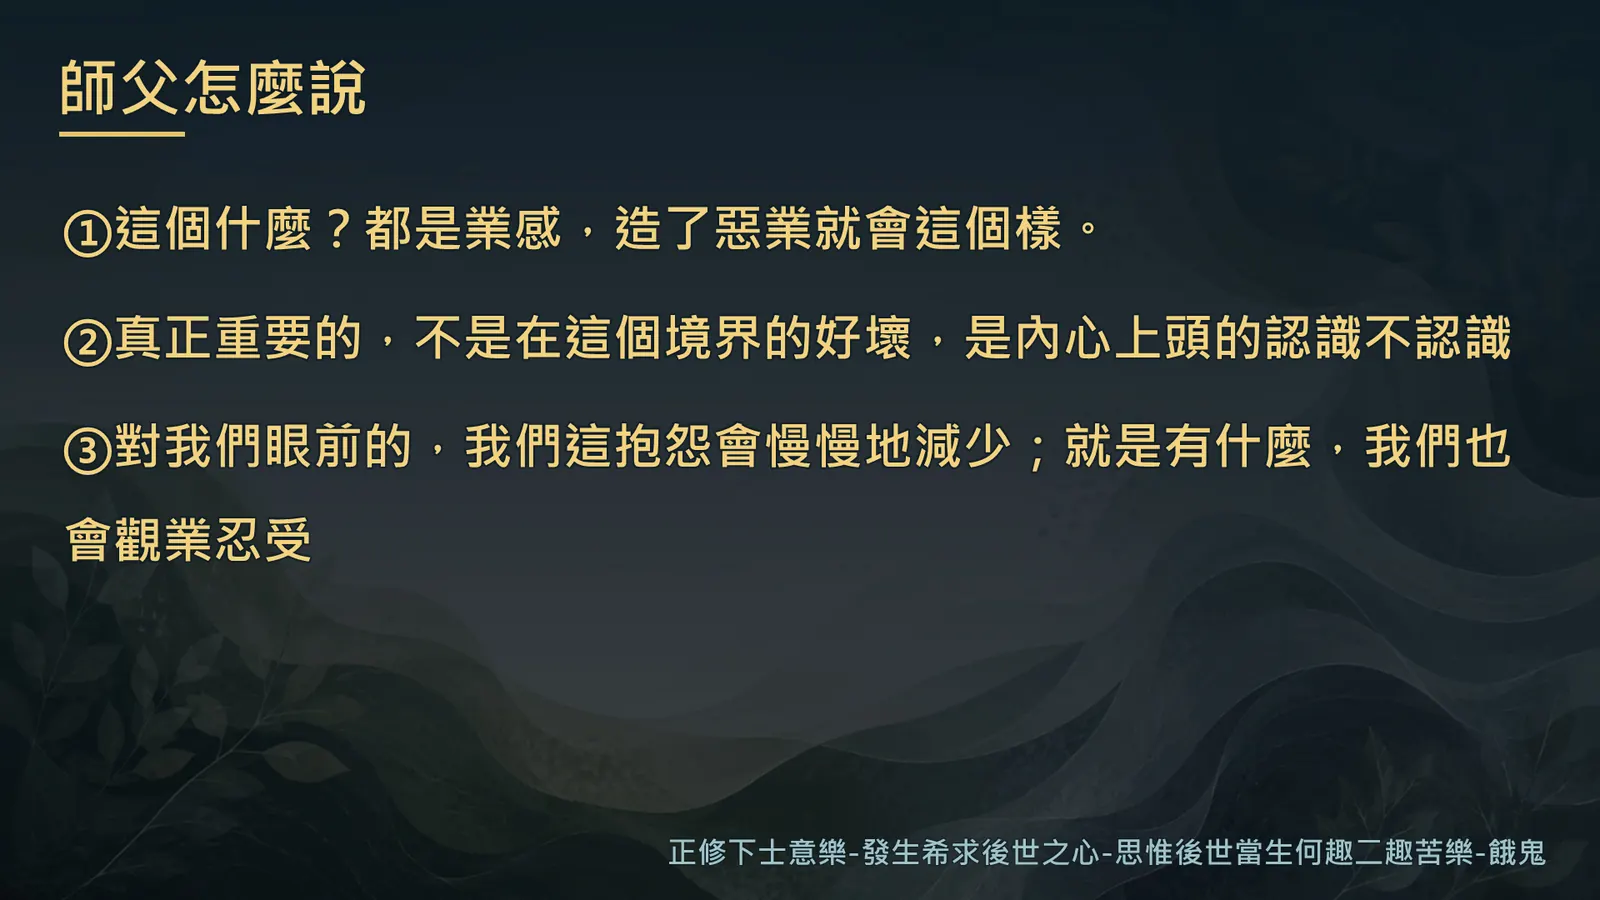 師父怎麼說
①這個什麼？都是業感，造了惡業就會這個樣。
②真正重要的，不是在這個境界的好壞，是內心上頭的認識不認識
③對我們眼前的，我們這抱怨會慢慢地減少；就是有什麼，我們也
會觀業忍受
正修下士意樂-發生希求後世之心-思惟後世當生何趣二趣苦樂-餓鬼